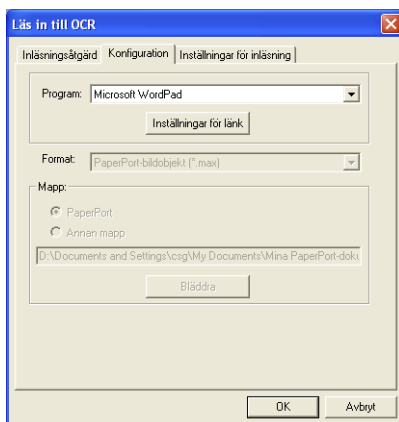 Läs in till OCR
Inläsningsåtgärd Konfiguration Inställningar för inläsning
Program: Microsoft WordPad
Inställningar för länk
Format: PaperPort-bildobjekt (*.max)
Mapp:
PaperPort
Annan mapp
D:\Documents and Settings\csg\My Documents\Mina PaperPort-doku
Bläddra
OK Avbryt